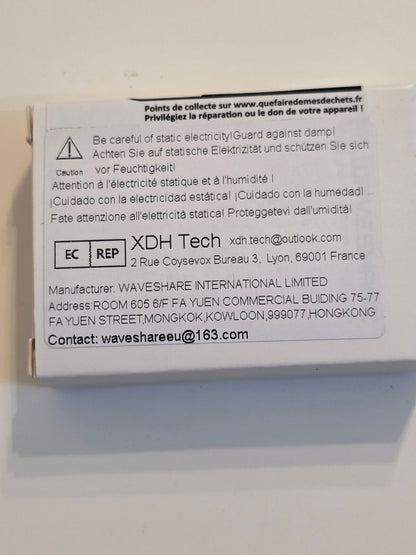 Points de collecte sur www.quefairedemesdechets.fr
Privilégiez la réparation ou le don de votre appareil !
Be careful of static electricity!Guard against damp!
Achten Sie auf statische Elektrizität und schützen Sie sich
Caution vor Feuchtigkeit!
Attention à l'électricité statique et à l'humidité !
¡Cuidado con la electricidad estática! ¡Cuidado con la humedad!
Fate attenzione all'elettricità statica! Proteggetevi dall'umidità!
EC REP XDH Tech xdh.tech@outlook.com
2 Rue Coysevox Bureau 3, Lyon, 69001 France
Manufacturer: WAVESHARE INTERNATIONAL LIMITED
Address:ROOM 605 6/F FA YUEN COMMERCIAL BUIDING 75-77
FA YUEN STREET,MONGKOK,KOWLOON,999077,HONGKONG
Contact: waveshareeu@163.com